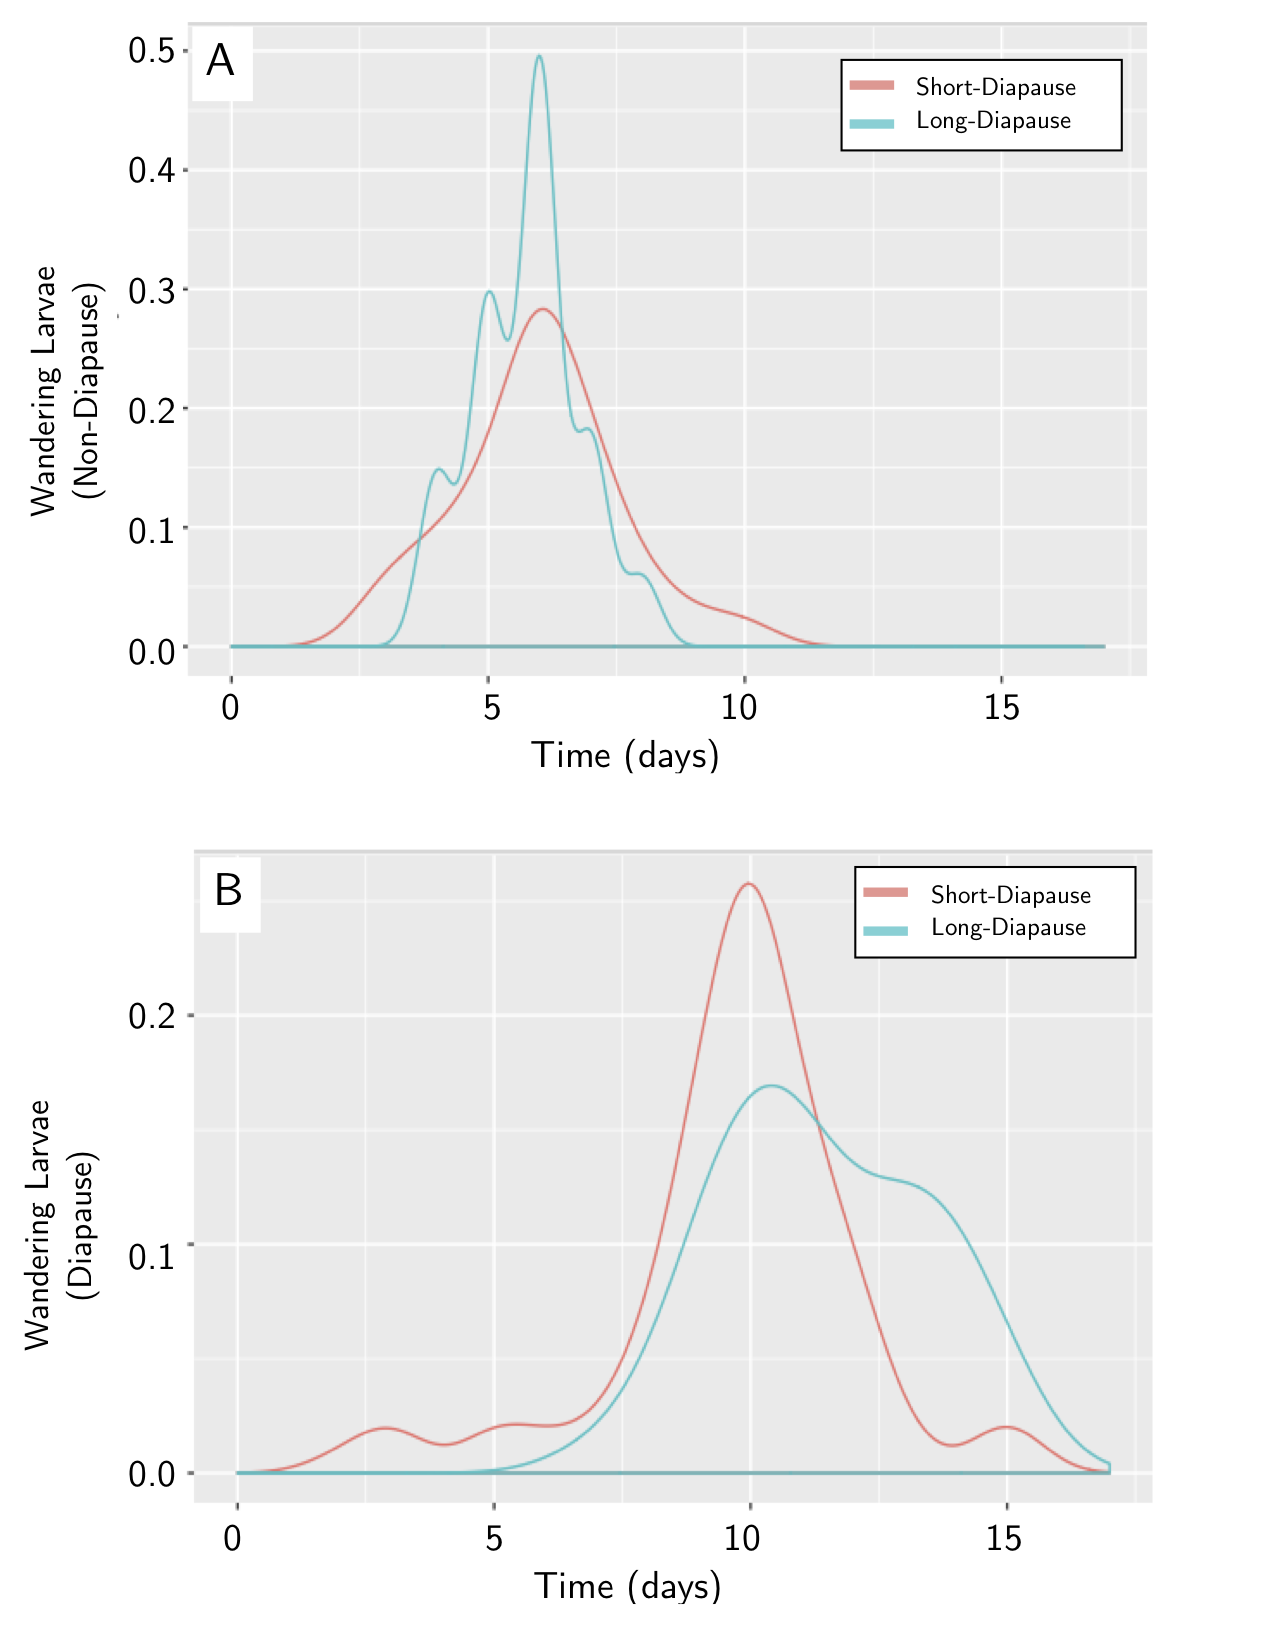 A
Short-Diapause
Long-Diapause
0.5
0.4
0.3
0.2
0.1
0.0
Wandering Larvae
(Non-Diapause)
0 5 10 15
Time (days)
B
Short-Diapause
Long-Diapause
0.2
0.1
0.0
Wandering Larvae
(Diapause)
0 5 10 15
Time (days)